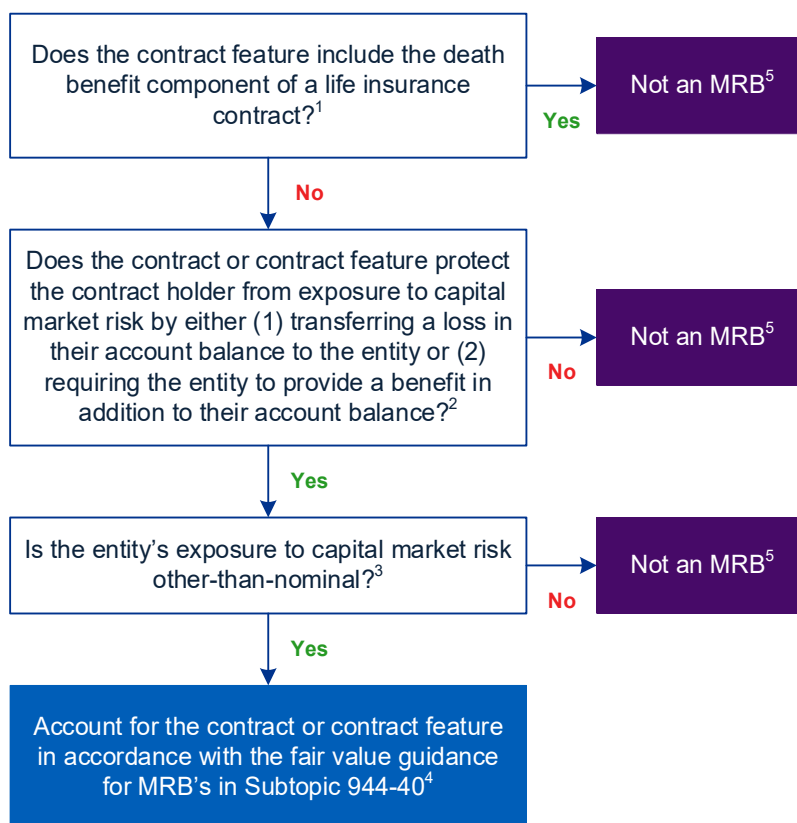 Does the contract feature include the death
benefit component of a life insurance
contract?¹
Yes
Not an MRB⁵
No
Does the contract or contract feature protect
the contract holder from exposure to capital
market risk by either (1) transferring a loss in
their account balance to the entity or (2)
requiring the entity to provide a benefit in
addition to their account balance?²
No
Not an MRB⁵
Yes
Is the entity’s exposure to capital market risk
other-than-nominal?³
No
Not an MRB⁵
Yes
Account for the contract or contract feature
in accordance with the fair value guidance
for MRB’s in Subtopic 944-40⁴